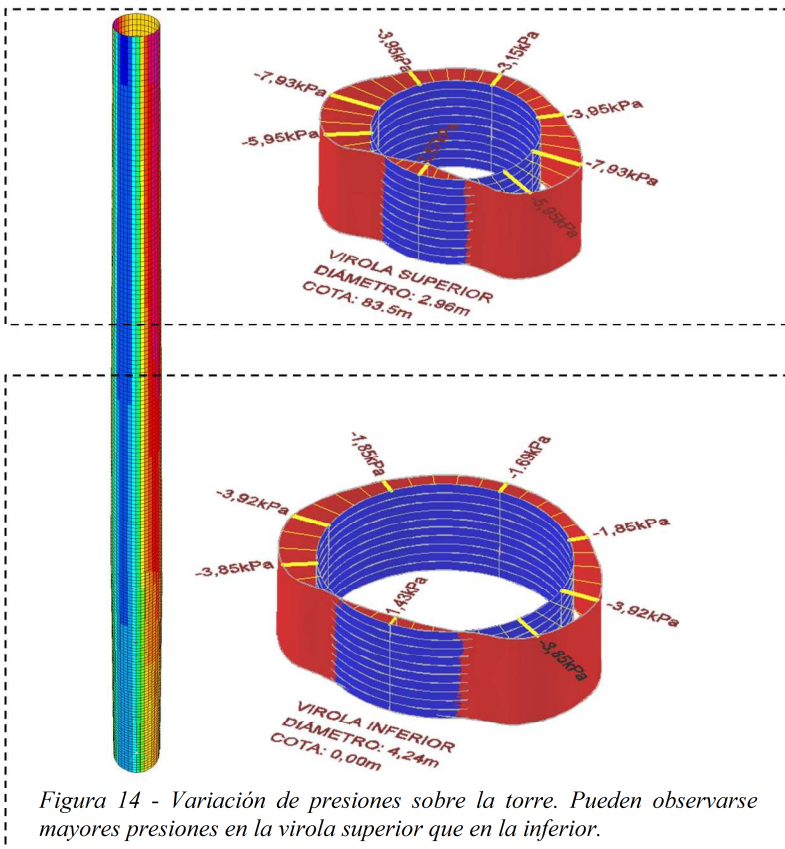 -3,95kPa
-3,15kPa
-7,93kPa
-3,95kPa
-5,95kPa
-7,93kPa
-5,95kPa
VIROLA SUPERIOR
DIÁMETRO: 2,96m
COTA: 83,5m
-1,85kPa
-1,69kPa
-3,92kPa
-1,85kPa
-3,85kPa
1,43kPa
-3,92kPa
-3,85kPa
VIROLA INFERIOR
DIÁMETRO: 4,24m
COTA: 0,00m
Figura 14 - Variación de presiones sobre la torre. Pueden observarse
mayores presiones en la virola superior que en la inferior.